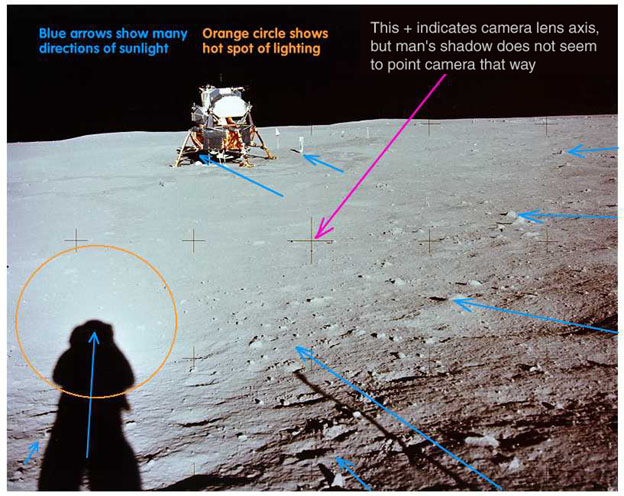 Blue arrows show many
directions of sunlight
Orange circle shows
hot spot of lighting
This + indicates camera lens axis,
but man's shadow does not seem
to point camera that way